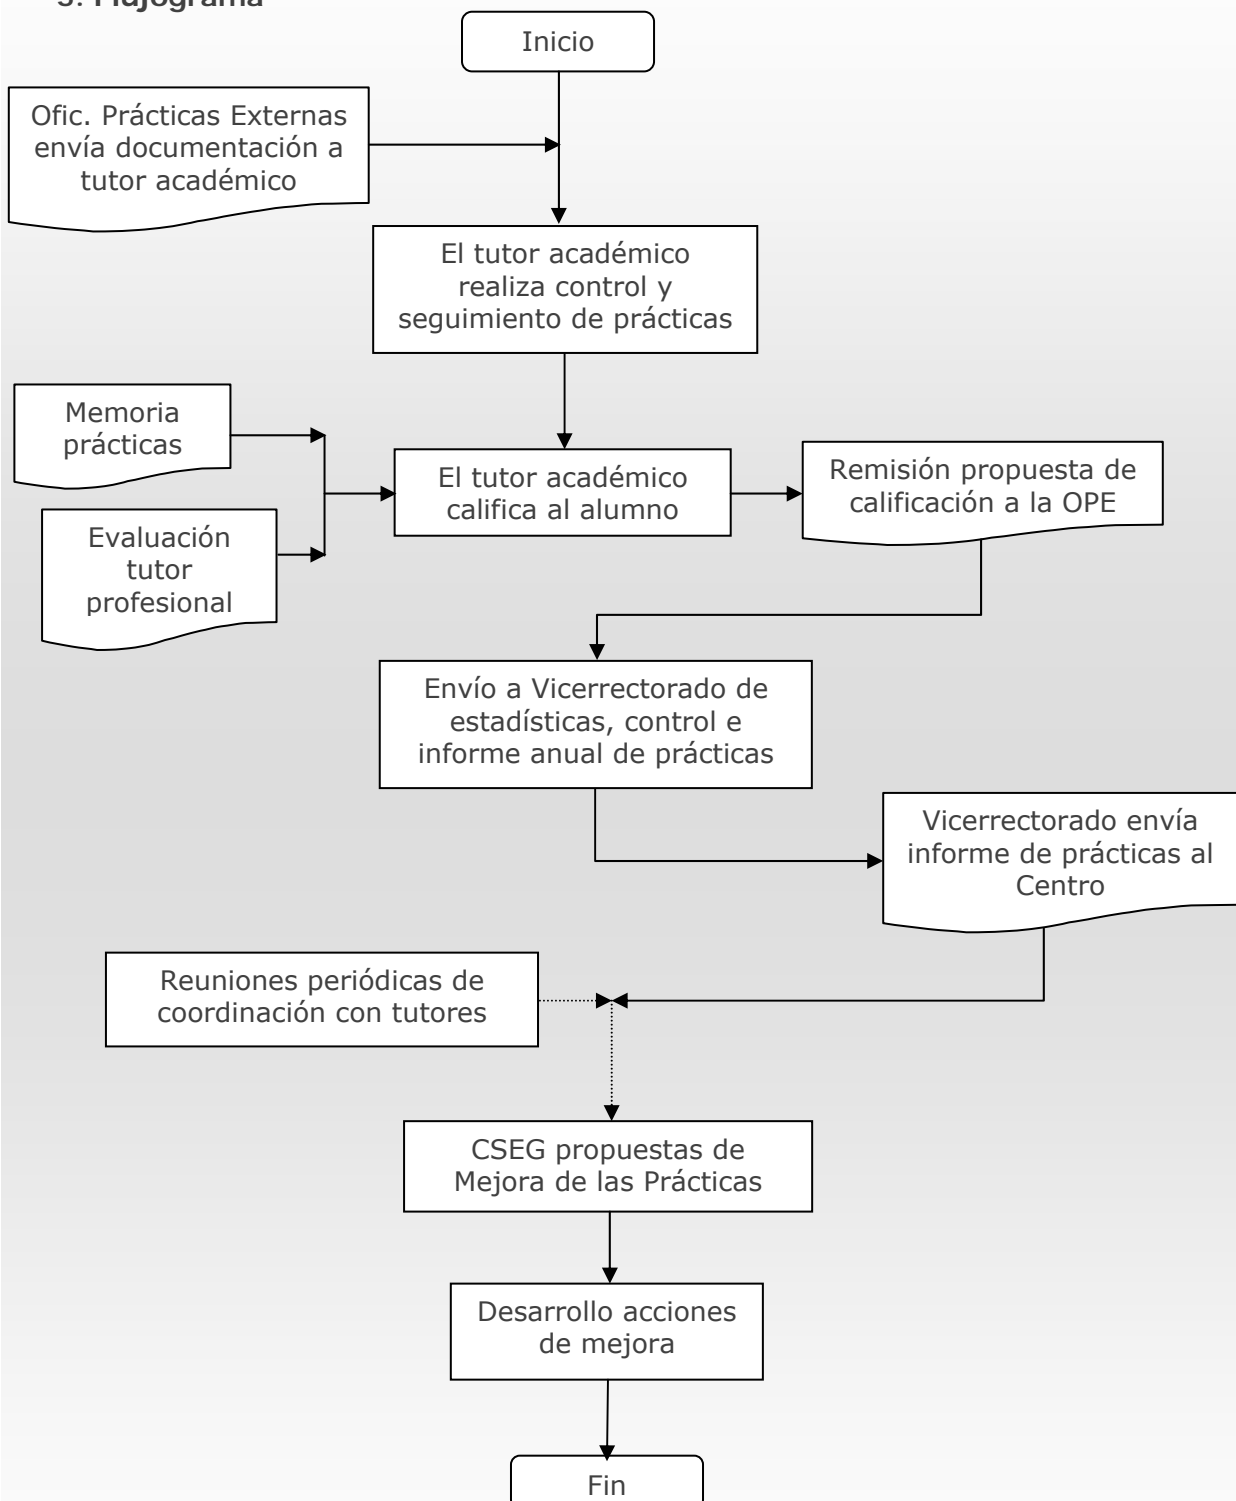 Flujograma
Inicio
Ofic. Prácticas Externas
envía documentación a
tutor académico
El tutor académico
realiza control y
seguimiento de prácticas
Memoria
prácticas
El tutor académico
califica al alumno
Remisión propuesta de
calificación a la OPE
Evaluación
tutor
profesional
Envío a Vicerrectorado de
estadísticas, control e
informe anual de prácticas
Vicerrectorado envía
informe de prácticas al
Centro
Reuniones periódicas de
coordinación con tutores
CSEG propuestas de
Mejora de las Prácticas
Desarrollo acciones
de mejora
Fin